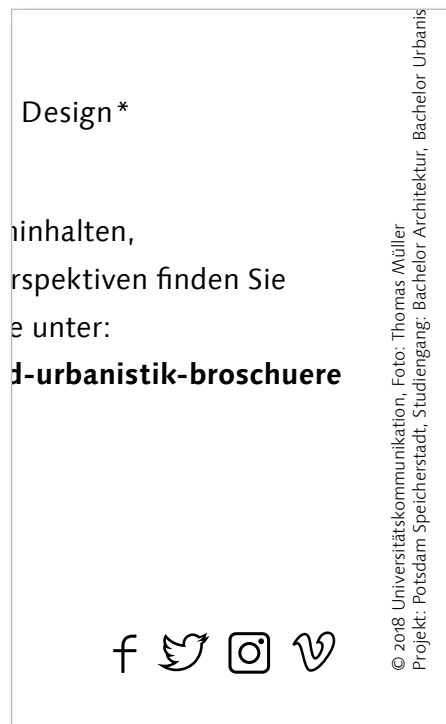 Design*
ninhalten,
rspektiven finden Sie
e unter:
d-urbanistik-broschuere
© 2018 Universitätskommunikation, Foto: Thomas Müller
Projekt: Potsdam Speicherstadt, Studiengang: Bachelor Architektur, Bachelor Urbanis